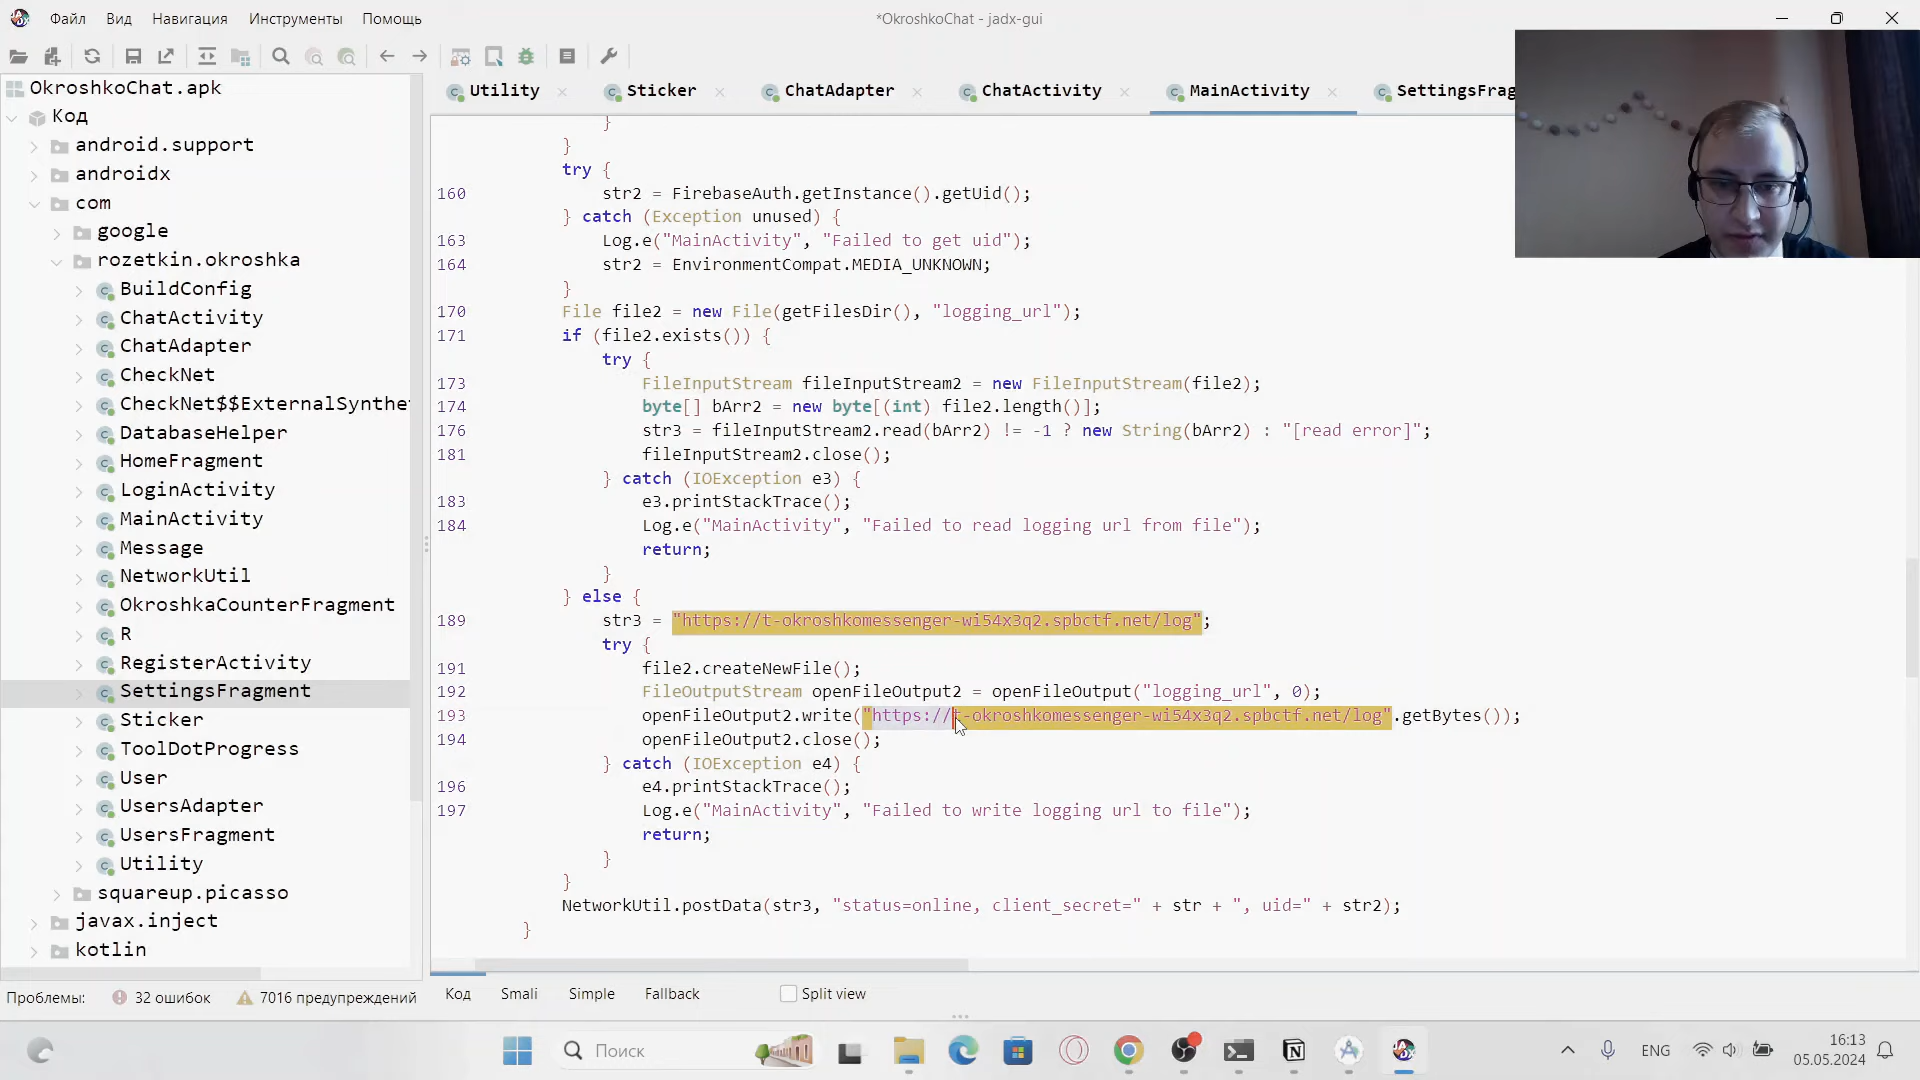 Файл Вид Навигация Инструменты Помощь
*OkroshkoChat - jadx-gui
OkroshkoChat.apk
Код
android.support
androidx
com
google
rozetkin.okroshka
BuildConfig
ChatActivity
ChatAdapter
CheckNet
CheckNet$$ExternalSynthe
DatabaseHelper
HomeFragment
LoginActivity
MainActivity
Message
NetworkUtil
OkroshkaCounterFragment
R
RegisterActivity
SettingsFragment
Sticker
ToolDotProgress
User
UsersAdapter
UsersFragment
Utility
squareup.picasso
javax.inject
kotlin
Utility Sticker ChatAdapter ChatActivity MainActivity SettingsFrag
}
}
try {
160 str2 = FirebaseAuth.getInstance().getUid();
} catch (Exception unused) {
163 Log.e("MainActivity", "Failed to get uid");
164 str2 = EnvironmentCompat.MEDIA_UNKNOWN;
}
170 File file2 = new File(getFilesDir(), "logging_url");
171 if (file2.exists()) {
try {
173 FileInputStream fileInputStream2 = new FileInputStream(file2);
174 byte[] bArr2 = new byte[(int) file2.length()];
176 str3 = fileInputStream2.read(bArr2) != -1 ? new String(bArr2) : "[read error]";
181 fileInputStream2.close();
} catch (IOException e3) {
183 e3.printStackTrace();
184 Log.e("MainActivity", "Failed to read logging url from file");
return;
}
} else {
189 str3 = "https://t-okroshkomessenger-wi54x3q2.spbctf.net/log";
try {
191 file2.createNewFile();
192 FileOutputStream openFileOutput2 = openFileOutput("logging_url", 0);
193 openFileOutput2.write("https://t-okroshkomessenger-wi54x3q2.spbctf.net/log".getBytes());
194 openFileOutput2.close();
} catch (IOException e4) {
196 e4.printStackTrace();
197 Log.e("MainActivity", "Failed to write logging url to file");
return;
}
}
NetworkUtil.postData(str3, "status=online, client_secret=" + str + ", uid=" + str2);
}
Проблемы: 32 ошибок 7016 предупреждений
Код Smali Simple Fallback Split view
Поиск
ENG
16:13
05.05.2024